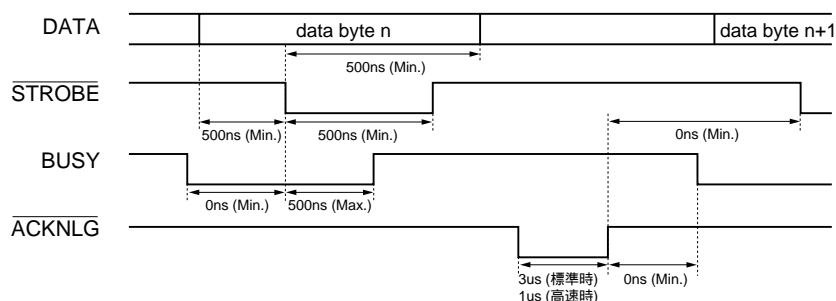 DATA
data byte n
data byte n+1
500ns (Min.)
STROBE
500ns (Min.)
500ns (Min.)
0ns (Min.)
BUSY
0ns (Min.)
500ns (Max.)
ACKNLG
3us (標準時)
1us (高速時)
0ns (Min.)